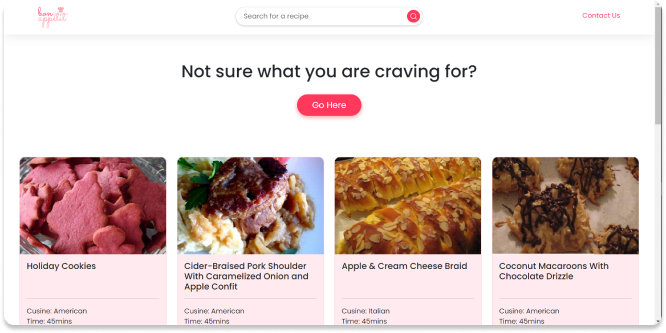 bon
appetit
Search for a recipe
Contact Us
Not sure what you are craving for?
Go Here
Holiday Cookies
Cider-Braised Pork Shoulder
With Caramelized Onion and
Apple Confit
Apple & Cream Cheese Braid
Coconut Macaroons With
Chocolate Drizzle
Cusine: American
Time: 45mins
Cusine: American
Time: 45mins
Cusine: Italian
Time: 45mins
Cusine: American
Time: 45mins